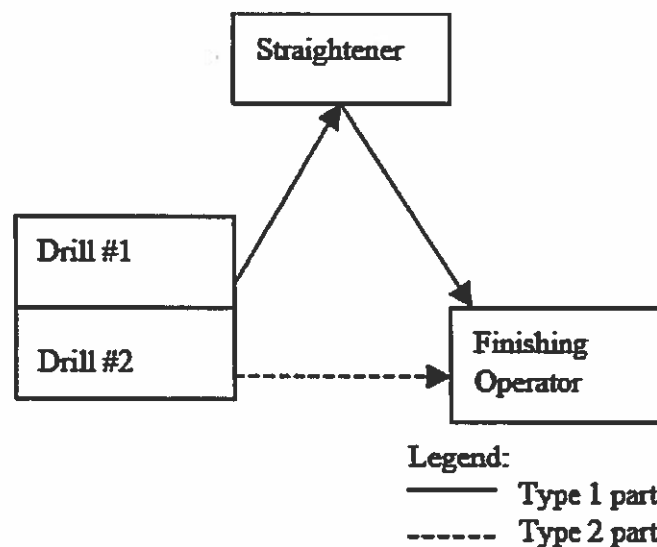 Straightener
Drill #1
Drill #2
Finishing
Operator
Legend:
Type 1 part
Type 2 part